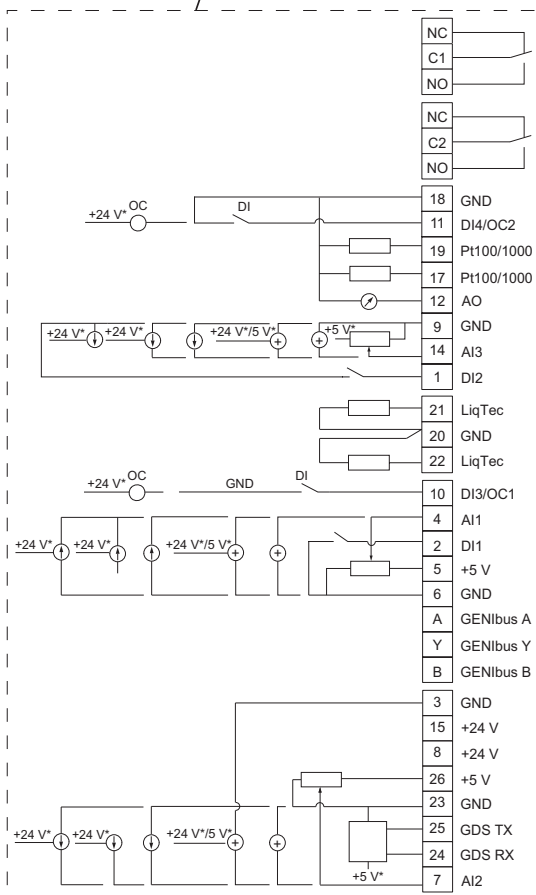 NC
C1
NO
NC
C2
NO
+24 V* OC DI 18 GND
11 DI4/OC2
19 Pt100/1000
17 Pt100/1000
12 AO
9 GND
+24 V* +24 V* +24 V*/5 V* +5 V*
14 AI3
1 DI2
21 LiqTec
20 GND
22 LiqTec
+24 V* OC GND DI 10 DI3/OC1
4 AI1
2 DI1
+24 V* +24 V* +24 V*/5 V*
5 +5 V
6 GND
A GENIbus A
Y GENIbus Y
B GENIbus B
3 GND
15 +24 V
8 +24 V
26 +5 V
23 GND
25 GDS TX
+24 V* +24 V* +24 V*/5 V*
24 GDS RX
+5 V*
7 AI2